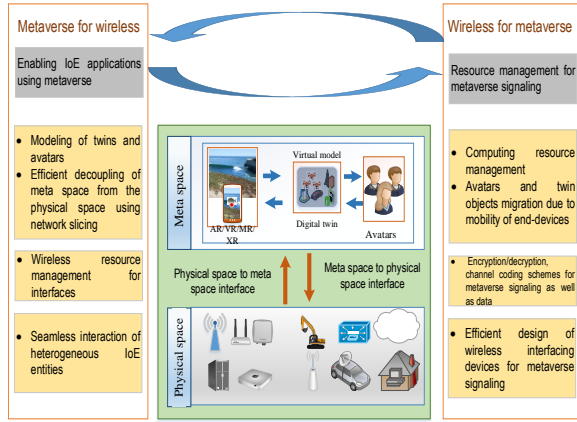 Metaverse for wireless
Enabling IoE applications
using metaverse
• Modeling of twins and
avatars
• Efficient decoupling of
meta space from the
physical space using
network slicing
• Wireless resource
management for
interfaces
• Seamless interaction of
heterogeneous IoE
entities
Meta space
Virtual model
AR/VR/MR/
XR
Digital twin
Avatars
Physical space to meta
space interface
Meta space to physical
space interface
Physical space
Wireless for metaverse
Resource management for
metaverse signaling
• Computing resource
management
• Avatars and twin
objects migration due to
mobility of end-devices
• Encryption/decryption,
channel coding schemes for
metaverse signaling as well
as data
• Efficient design of
wireless interfacing
devices for metaverse
signaling